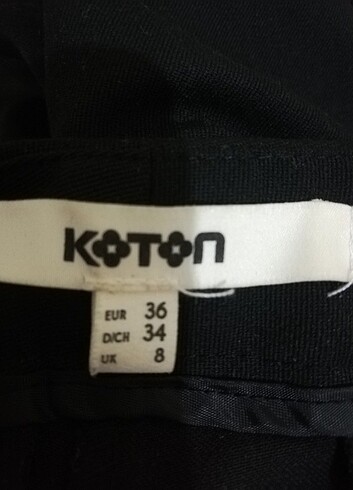 KOTON
EUR 36
D/CH 34
UK 8